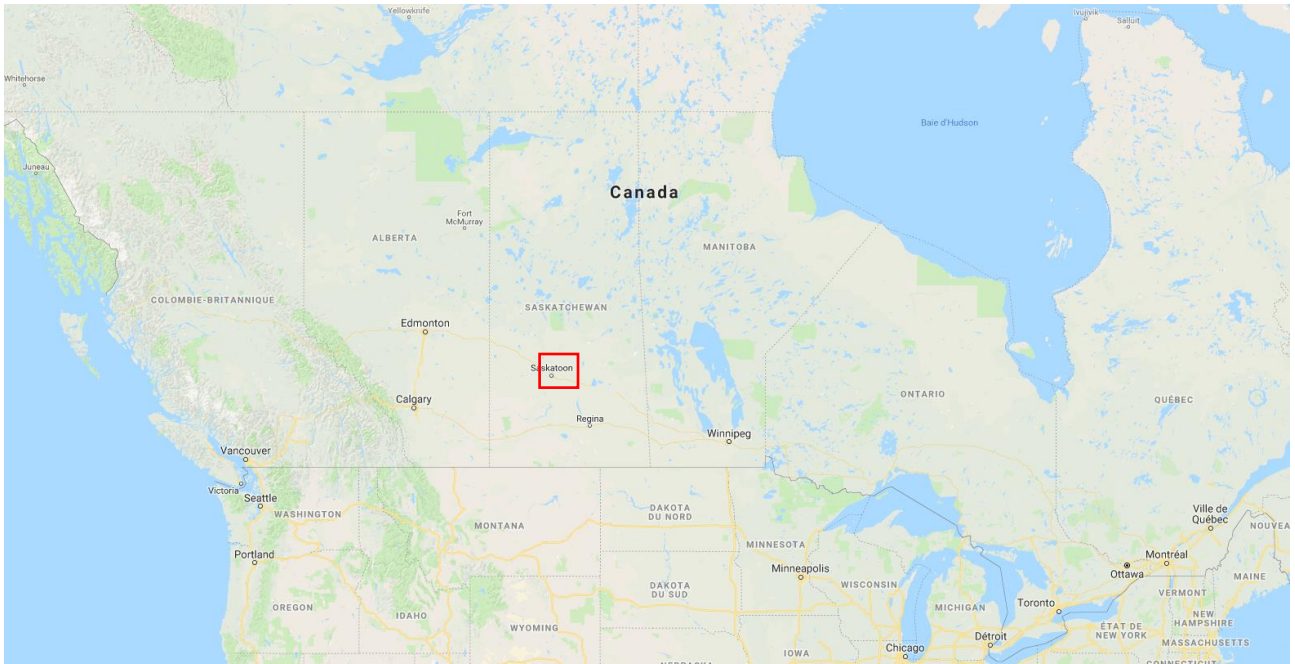 Yellowknife
Ivujivik
Salluit
Whitehorse
Baie d'Hudson
Juneau
Canada
Fort
McMurray
ALBERTA
MANITOBA
COLOMBIE-BRITANNIQUE
SASKATCHEWAN
Edmonton
Saskatoon
ONTARIO
QUÉBEC
Calgary
Regina
Winnipeg
Vancouver
Victoria
Seattle
WASHINGTON
MONTANA
DAKOTA
DU NORD
Ville de
Québec
NOUVEA
MINNESOTA
Portland
Montréal
Ottawa
Minneapolis
WISCONSIN
MAINE
DAKOTA
DU SUD
VERMONT
OREGON
IDAHO
MICHIGAN
Toronto
NEW
HAMPSHIRE
WYOMING
ÉTAT DE
NEW YORK
Détroit
MASSACHUSETTS
IOWA
Chicago